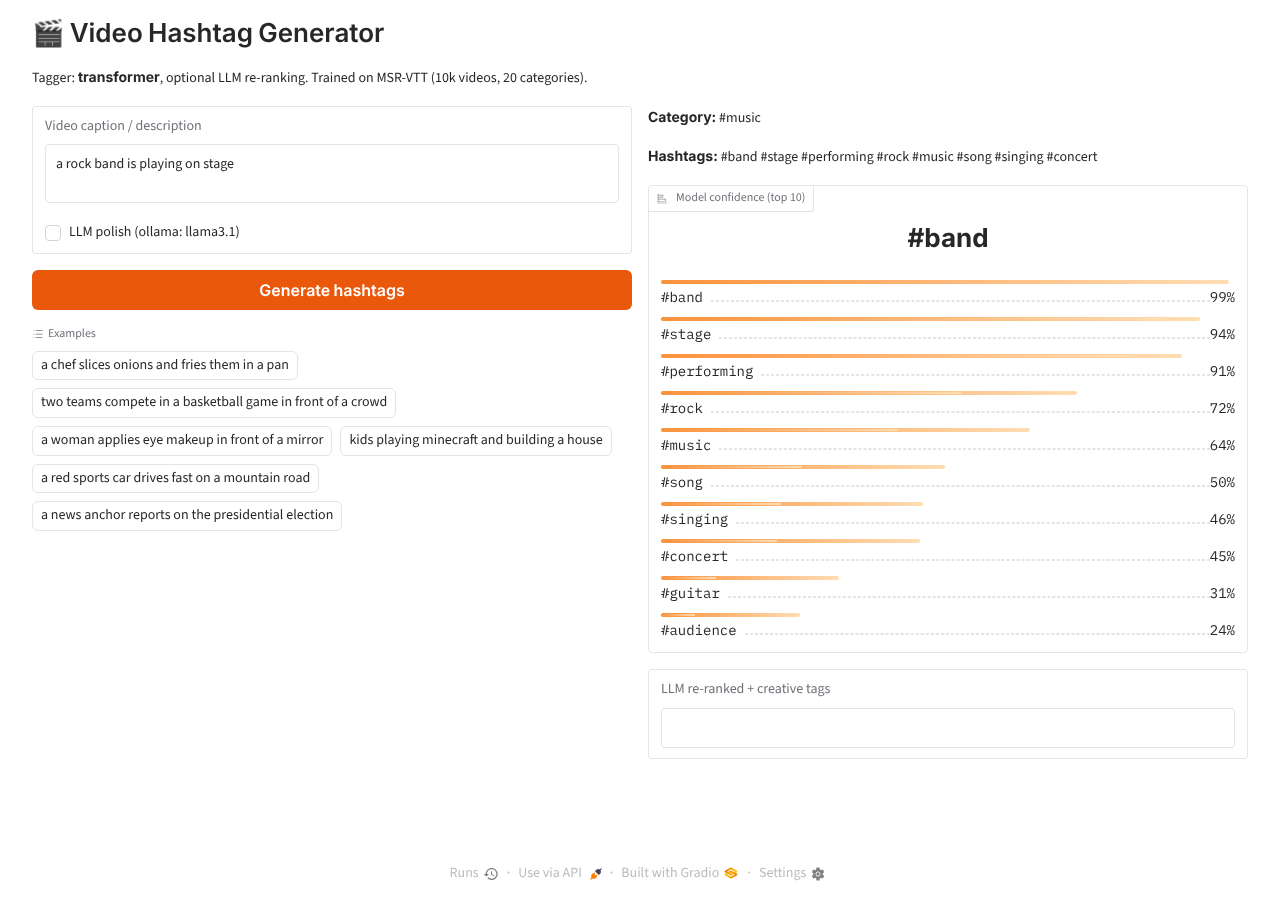 🎬 Video Hashtag Generator
Tagger: transformer, optional LLM re-ranking. Trained on MSR-VTT (10k videos, 20 categories).
Video caption / description
a rock band is playing on stage
LLM polish (ollama: llama3.1)
Generate hashtags
Examples
a chef slices onions and fries them in a pan
two teams compete in a basketball game in front of a crowd
a woman applies eye makeup in front of a mirror
kids playing minecraft and building a house
a red sports car drives fast on a mountain road
a news anchor reports on the presidential election
Category: #music
Hashtags: #band #stage #performing #rock #music #song #singing #concert
Model confidence (top 10)
#band
#band 99%
#stage 94%
#performing 91%
#rock 72%
#music 64%
#song 50%
#singing 46%
#concert 45%
#guitar 31%
#audience 24%
LLM re-ranked + creative tags
Runs · Use via API · Built with Gradio · Settings